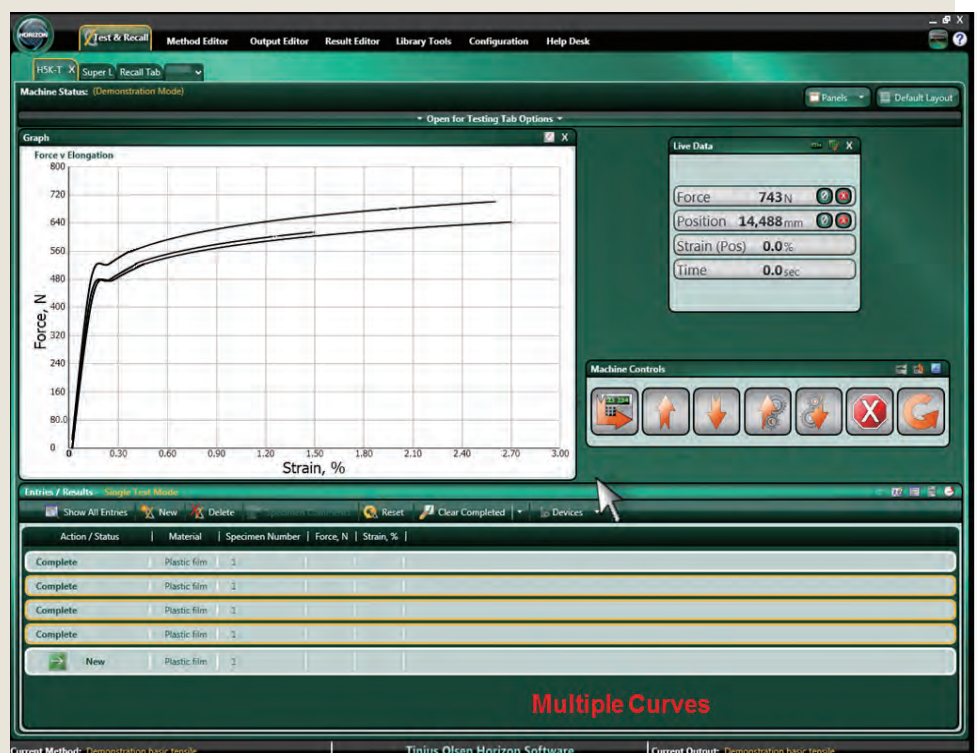 HORIZON
Test & Recall Method Editor Output Editor Result Editor Library Tools Configuration Help Desk
H5K-T X Super L Recall Tab
Machine Status: (Demonstration Mode)
Panels Default Layout
Open for Testing Tab Options
Graph X
Force v Elongation
800
720
640
560
480
400
320
240
160
80.0
0
Force, N
0 0.30 0.60 0.90 1.20 1.50 1.80 2.10 2.40 2.70 3.00
Strain, %
Live Data X
Force 743 N
Position 14,488 mm
Strain (Pos) 0.0 %
Time 0.0 sec
Machine Controls
X
Entries / Results - Single Test Mode
Show All Entries New Delete Reset Clear Completed Devices
Action / Status | Material | Specimen Number | Force, N | Strain, % |
Complete Plastic film 1
Complete Plastic film 1
Complete Plastic film 1
Complete Plastic film 1
New Plastic film 1
Multiple Curves
Current Method: Demonstration basic tensile Tinius Olsen Horizon Software Current Output: Demonstration basic tensile